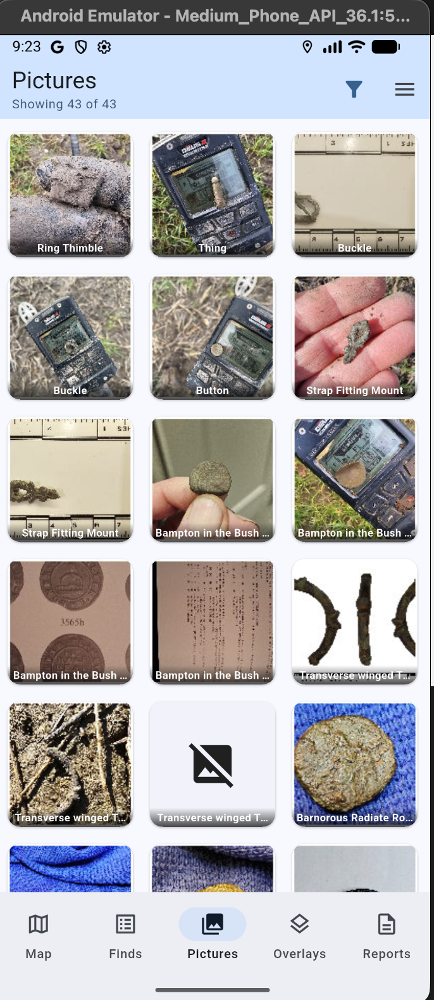 Android Emulator - Medium_Phone_API_36.1:5...
9:23
Pictures
Showing 43 of 43
Ring Thimble
Thing
Buckle
Buckle
Button
Strap Fitting Mount
Strap Fitting Mount
Bampton in the Bush ...
Bampton in the Bush ...
3565b
Bampton in the Bush ...
Bampton in the Bush ...
Transverse winged T...
Transverse winged T...
Transverse winged T...
Barnorous Radiate Ro...
Map
Finds
Pictures
Overlays
Reports